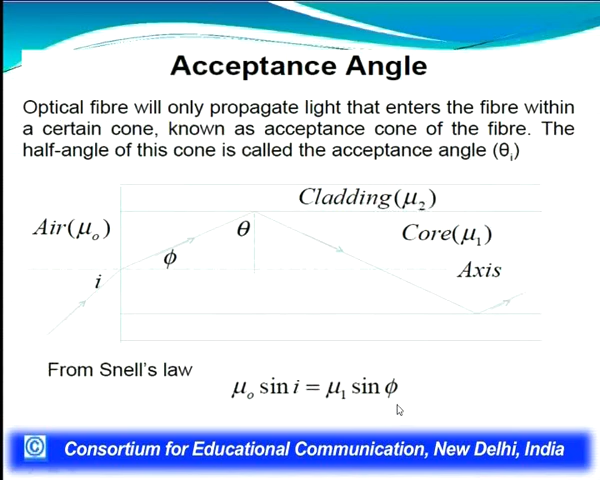 Acceptance Angle
Optical fibre will only propagate light that enters the fibre within
a certain cone, known as acceptance cone of the fibre. The
half-angle of this cone is called the acceptance angle (θᵢ)
Cladding(μ₂)
Air(μₒ)
θ
Core(μ₁)
ϕ
Axis
i
From Snell's law
μₒ sin i = μ₁ sin ϕ
© Consortium for Educational Communication, New Delhi, India